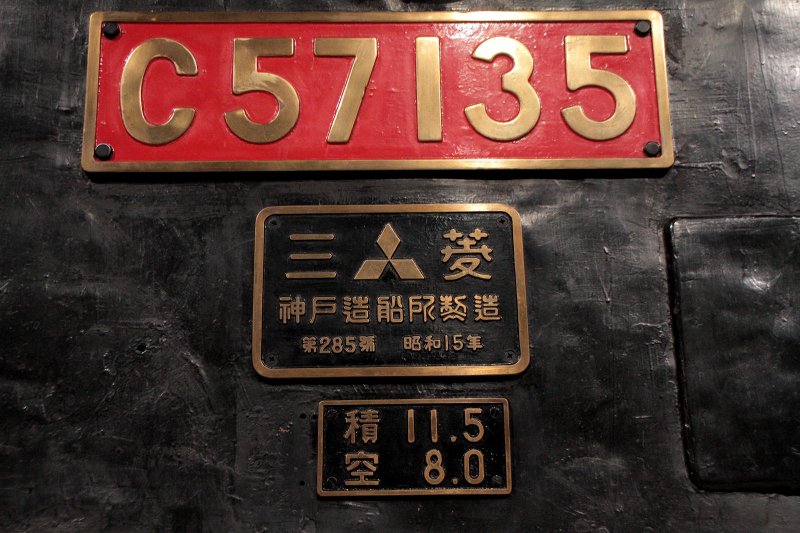 C57135
三菱
神戸造船所製造
第285號 昭和15年
積 11.5
空 8.0